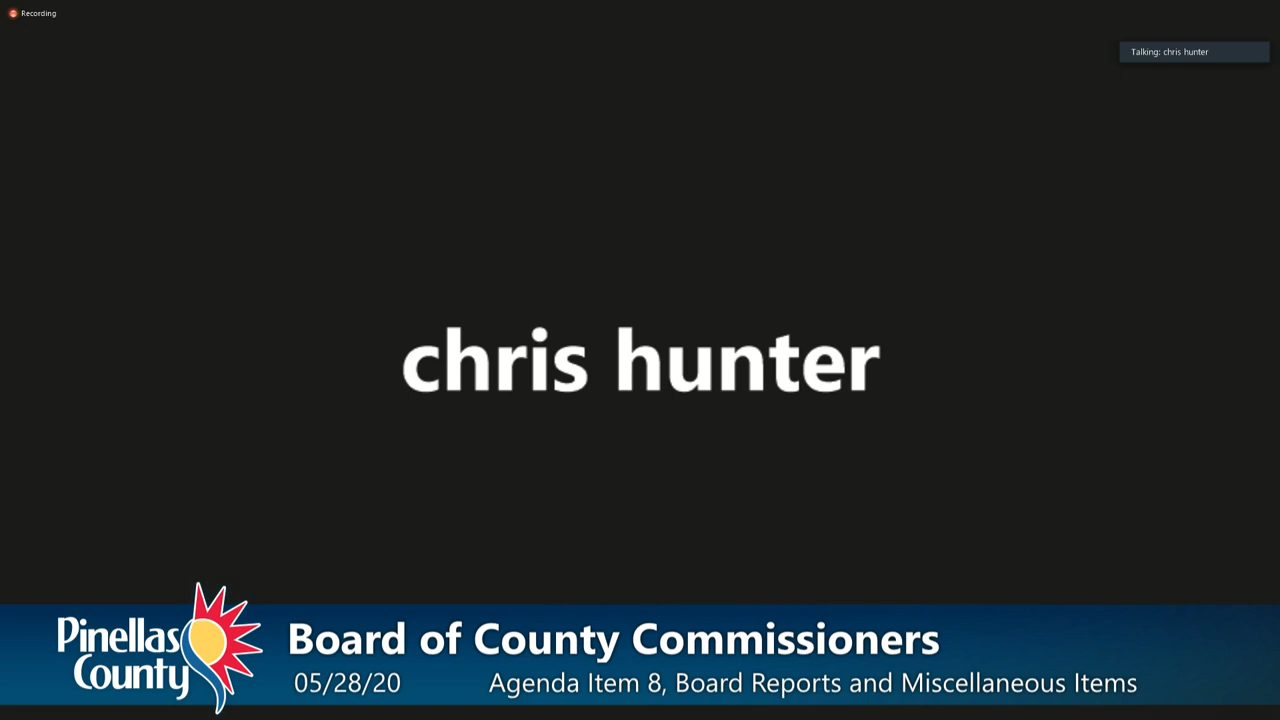 Recording
Talking: chris hunter
chris hunter
Pinellas
County
Board of County Commissioners
05/28/20 Agenda Item 8, Board Reports and Miscellaneous Items